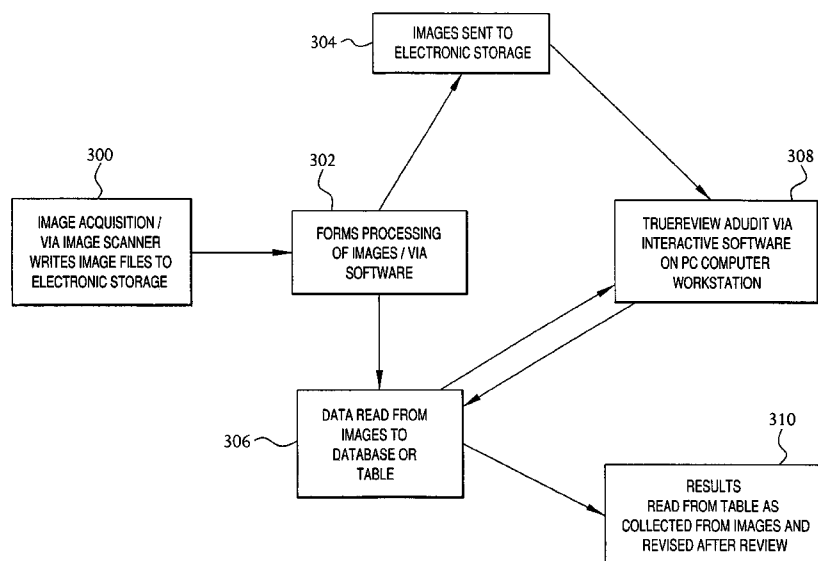 304
IMAGES SENT TO
ELECTRONIC STORAGE
300
IMAGE ACQUISITION /
VIA IMAGE SCANNER
WRITES IMAGE FILES TO
ELECTRONIC STORAGE
302
FORMS PROCESSING
OF IMAGES / VIA
SOFTWARE
308
TRUEREVIEW ADUDIT VIA
INTERACTIVE SOFTWARE
ON PC COMPUTER
WORKSTATION
306
DATA READ FROM
IMAGES TO
DATABASE OR
TABLE
310
RESULTS
READ FROM TABLE AS
COLLECTED FROM IMAGES AND
REVISED AFTER REVIEW